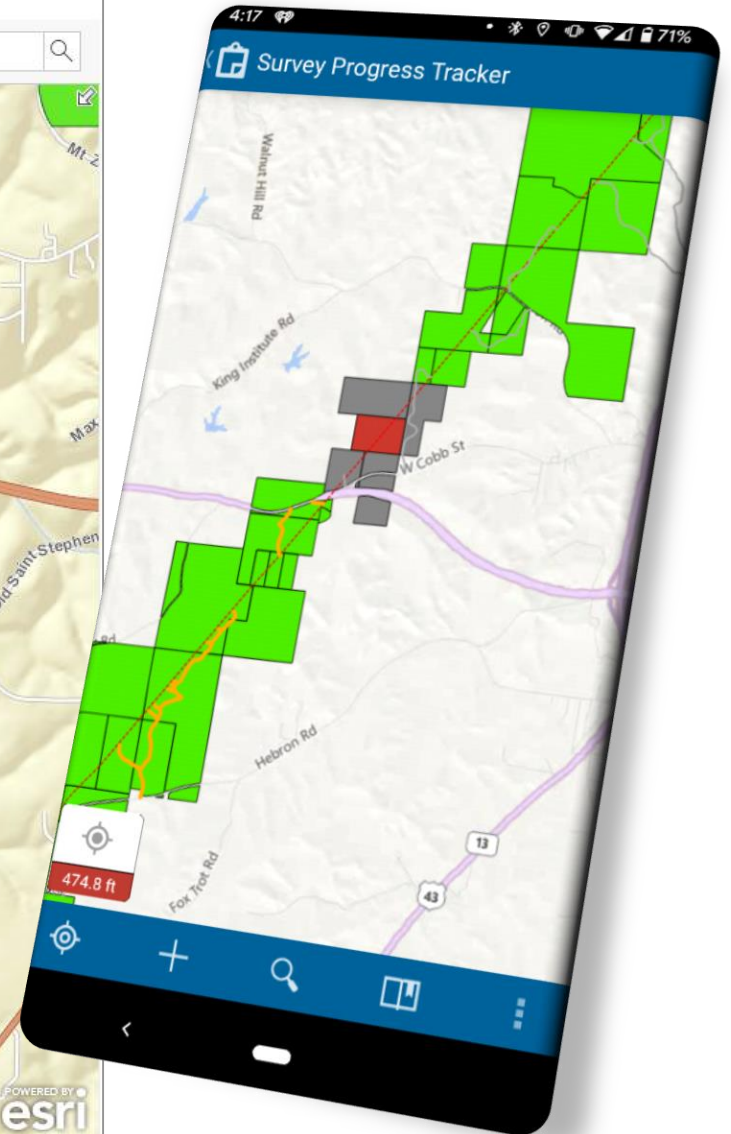 4:17
71%
Survey Progress Tracker
Mt Z
Walnut Hill Rd
King Institute Rd
Max
W Cobb St
old Saint Stephen
Rd
Hebron Rd
13
474.8 ft
Fox Trot Rd
43
POWERED BY
esri